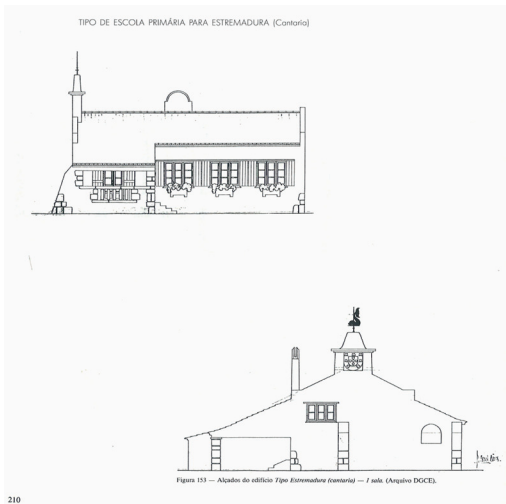 TIPO DE ESCOLA PRIMÁRIA PARA ESTREMADURA (Cantaria)
Figura 153 — Alçados do edifício Tipo Estremadura (cantaria) — 1 sala. (Arquivo DGCE).
210